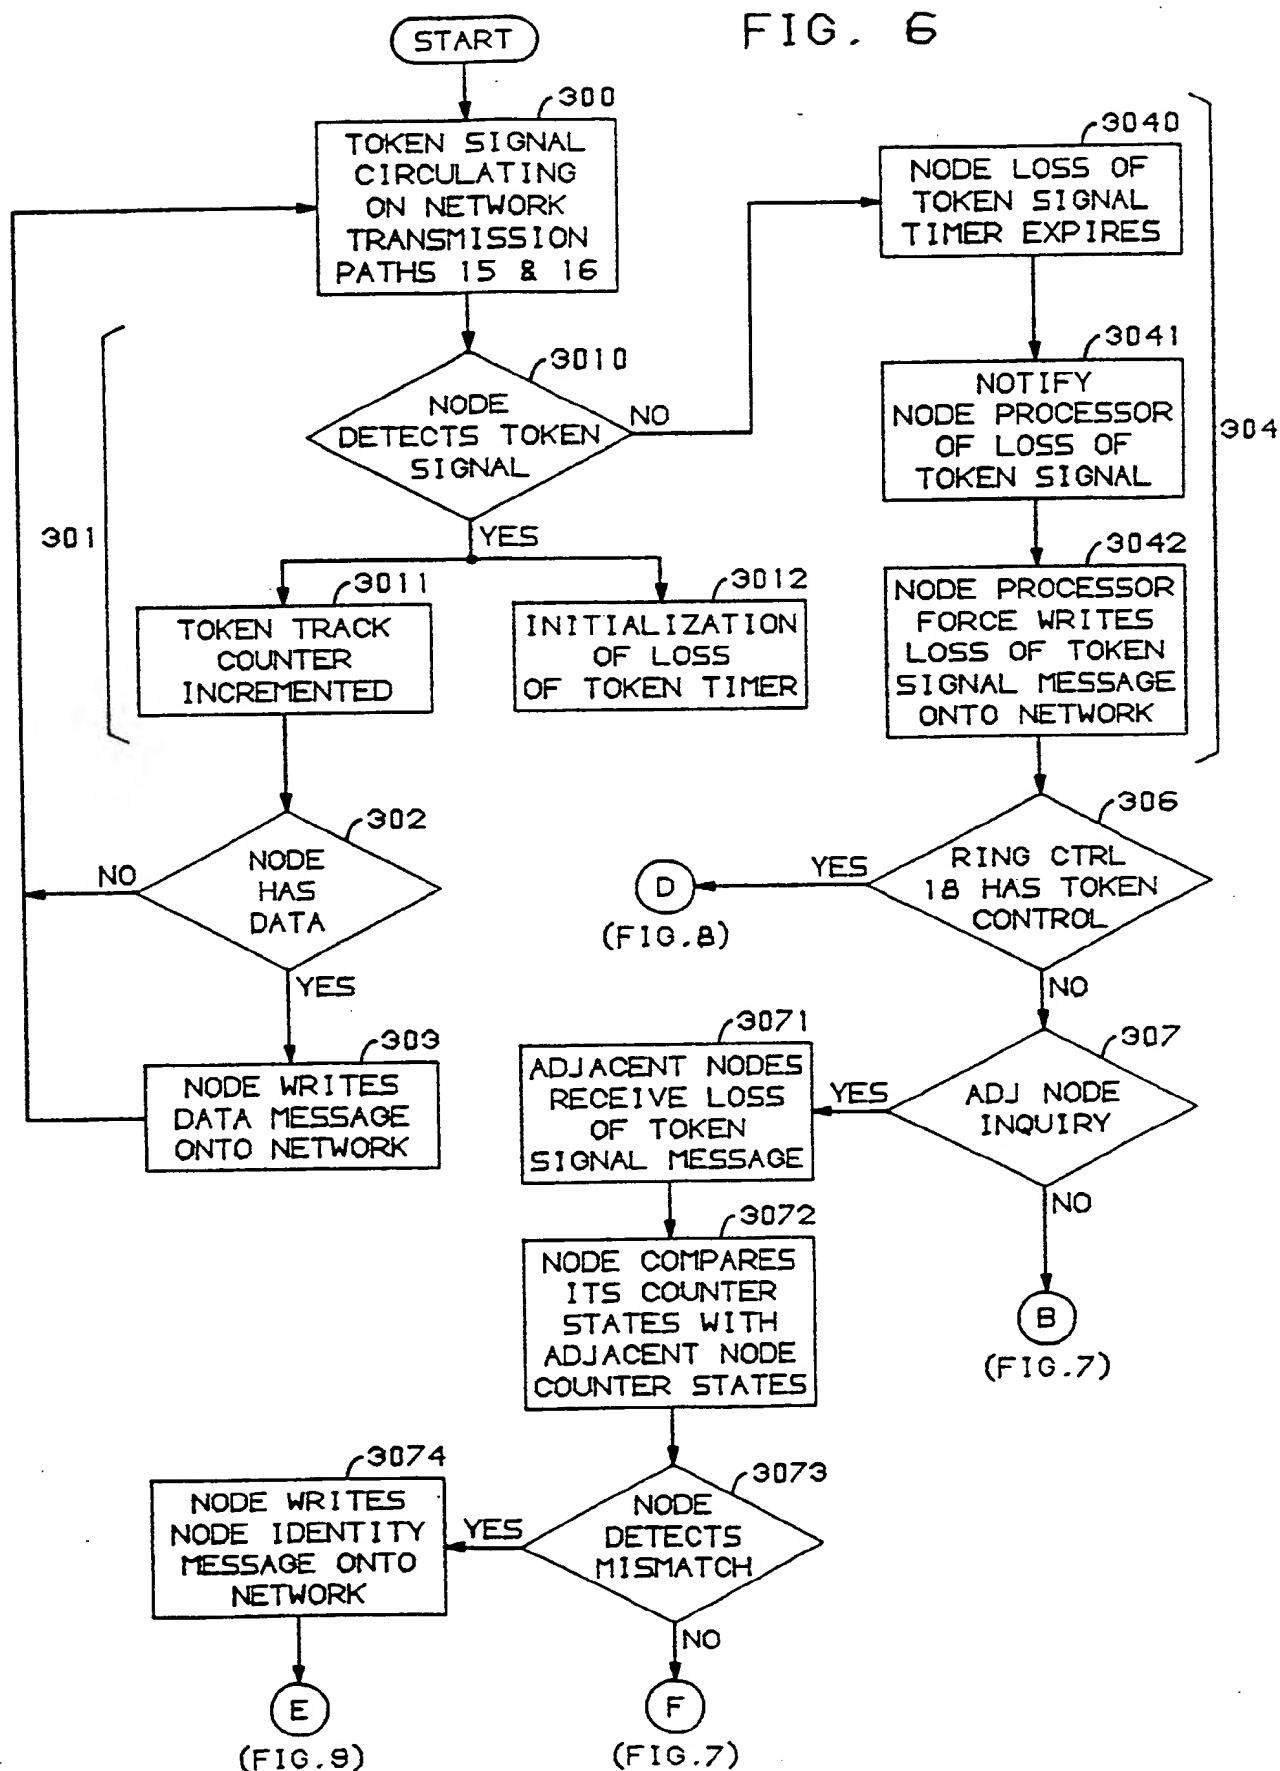 FIG. 6
START
300
TOKEN SIGNAL
CIRCULATING
ON NETWORK
TRANSMISSION
PATHS 15 & 16
3010
NODE
DETECTS TOKEN
SIGNAL
NO
YES
301
3011
TOKEN TRACK
COUNTER
INCREMENTED
3012
INITIALIZATION
OF LOSS
OF TOKEN TIMER
302
NODE
HAS
DATA
NO
YES
303
NODE WRITES
DATA MESSAGE
ONTO NETWORK
3040
NODE LOSS OF
TOKEN SIGNAL
TIMER EXPIRES
3041
NOTIFY
NODE PROCESSOR
OF LOSS OF
TOKEN SIGNAL
304
3042
NODE PROCESSOR
FORCE WRITES
LOSS OF TOKEN
SIGNAL MESSAGE
ONTO NETWORK
306
RING CTRL
18 HAS TOKEN
CONTROL
YES
D
(FIG.8)
NO
307
ADJ NODE
INQUIRY
YES
NO
B
(FIG.7)
3071
ADJACENT NODES
RECEIVE LOSS
OF TOKEN
SIGNAL MESSAGE
3072
NODE COMPARES
ITS COUNTER
STATES WITH
ADJACENT NODE
COUNTER STATES
3073
NODE
DETECTS
MISMATCH
YES
NO
3074
NODE WRITES
NODE IDENTITY
MESSAGE ONTO
NETWORK
E
(FIG.9)
F
(FIG.7)